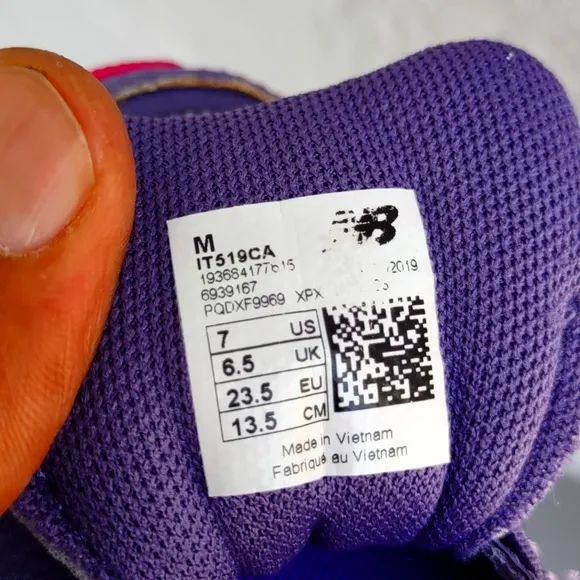 M
IT519CA
6939167
PQDXF9969 XPX
/2019
7 US
6.5 UK
23.5 EU
13.5 CM
Made in Vietnam
Fabriqué au Vietnam